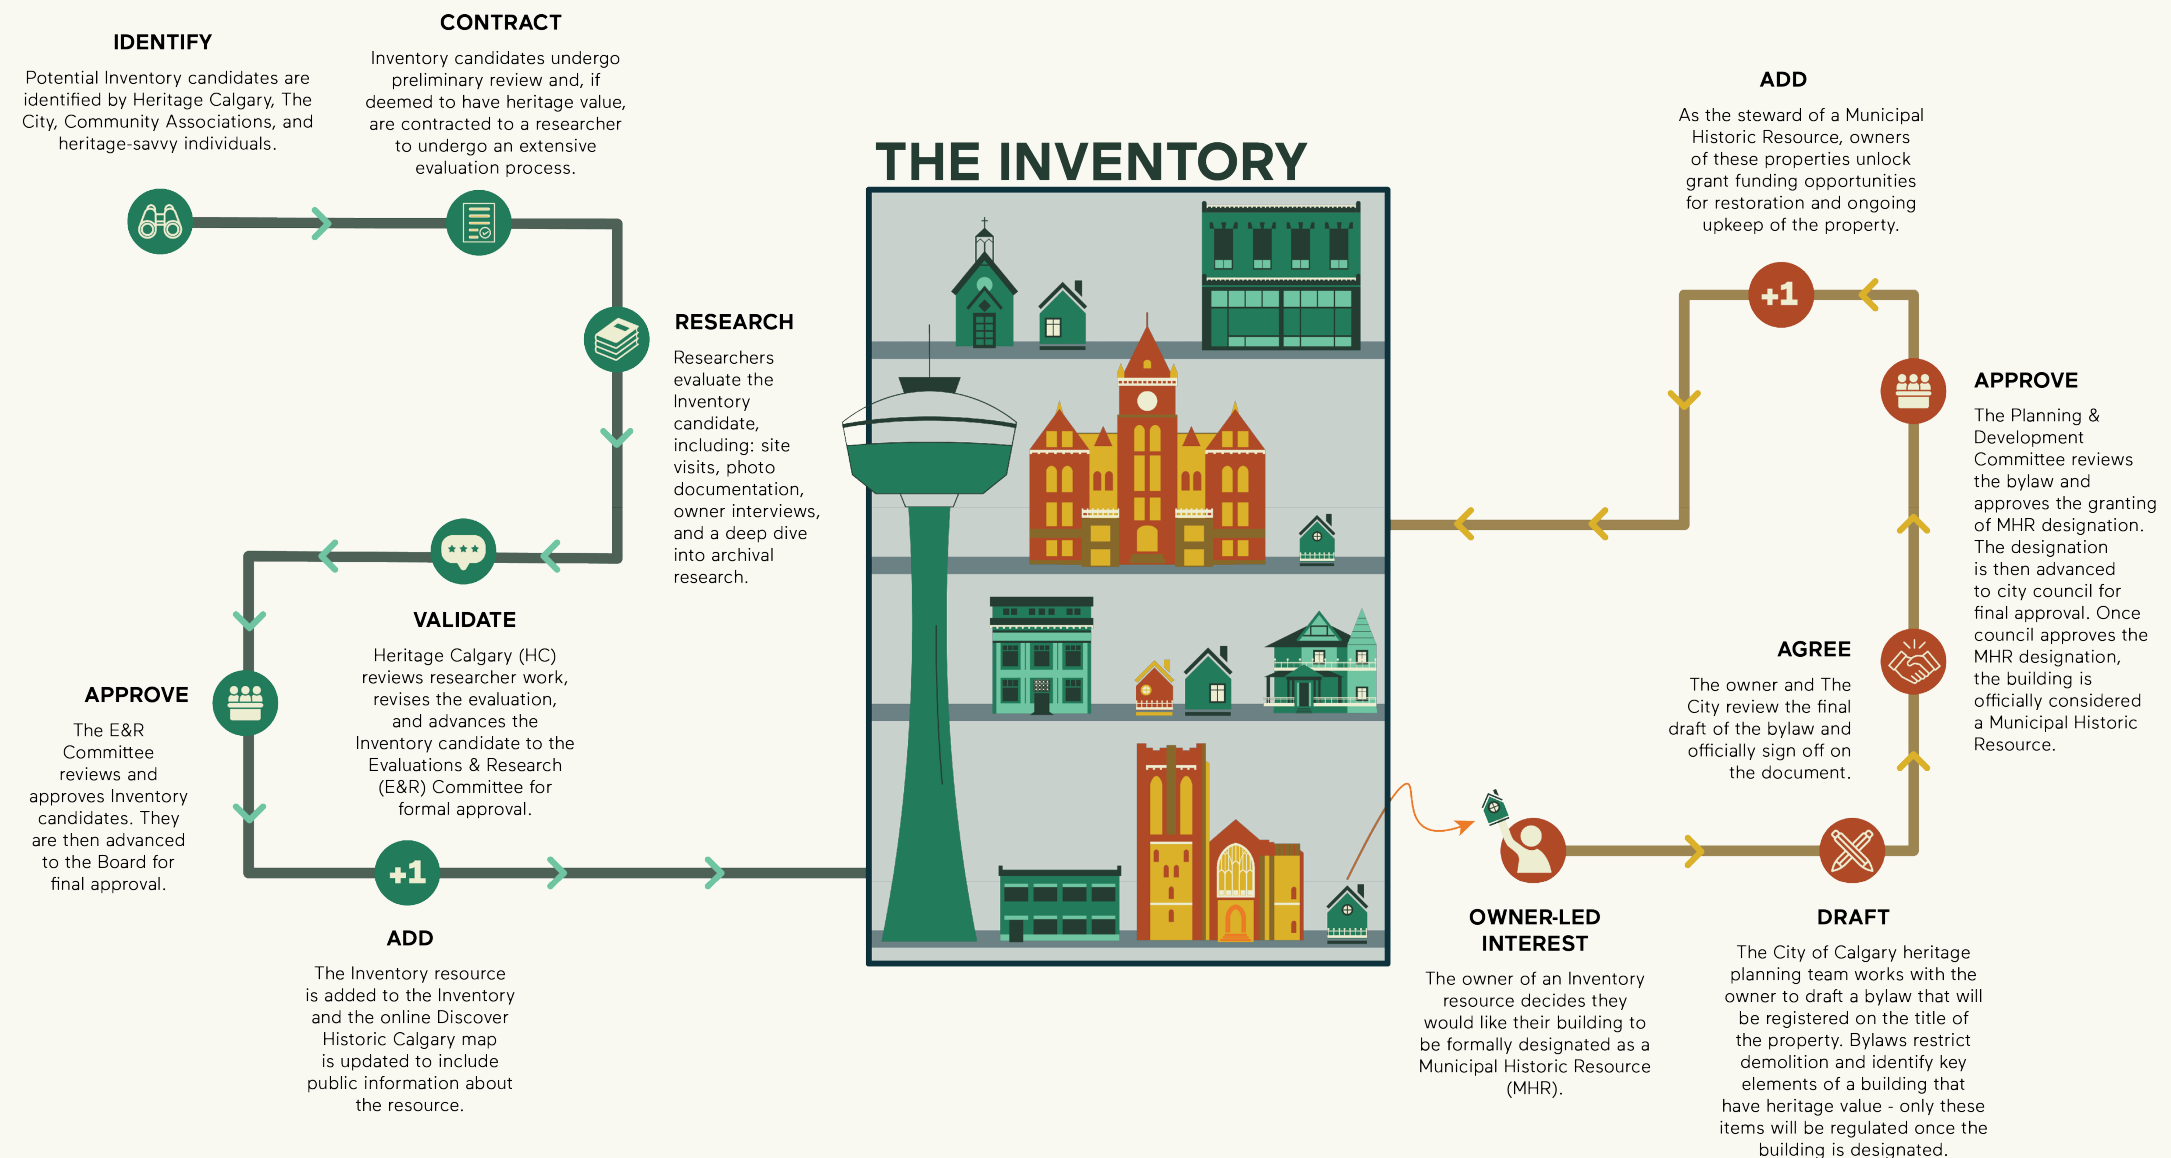 IDENTIFY
Potential Inventory candidates are
identified by Heritage Calgary, The
City, Community Associations, and
heritage-savvy individuals.
CONTRACT
Inventory candidates undergo
preliminary review and, if
deemed to have heritage value,
are contracted to a researcher
to undergo an extensive
evaluation process.
RESEARCH
Researchers
evaluate the
Inventory
candidate,
including: site
visits, photo
documentation,
owner interviews,
and a deep dive
into archival
research.
VALIDATE
Heritage Calgary (HC)
reviews researcher work,
revises the evaluation,
and advances the
Inventory candidate to the
Evaluations & Research
(E&R) Committee for
formal approval.
APPROVE
The E&R
Committee
reviews and
approves Inventory
candidates. They
are then advanced
to the Board for
final approval.
+1
ADD
The Inventory resource
is added to the Inventory
and the online Discover
Historic Calgary map
is updated to include
public information about
the resource.
THE INVENTORY
OWNER-LED
INTEREST
The owner of an Inventory
resource decides they
would like their building to
be formally designated as a
Municipal Historic Resource
(MHR).
DRAFT
The City of Calgary heritage
planning team works with the
owner to draft a bylaw that will
be registered on the title of
the property. Bylaws restrict
demolition and identify key
elements of a building that
have heritage value - only these
items will be regulated once the
building is designated.
AGREE
The owner and The
City review the final
draft of the bylaw and
officially sign off on
the document.
APPROVE
The Planning &
Development
Committee reviews
the bylaw and
approves the granting
of MHR designation.
The designation
is then advanced
to city council for
final approval. Once
council approves the
MHR designation,
the building is
officially considered
a Municipal Historic
Resource.
ADD
As the steward of a Municipal
Historic Resource, owners
of these properties unlock
grant funding opportunities
for restoration and ongoing
upkeep of the property.
+1